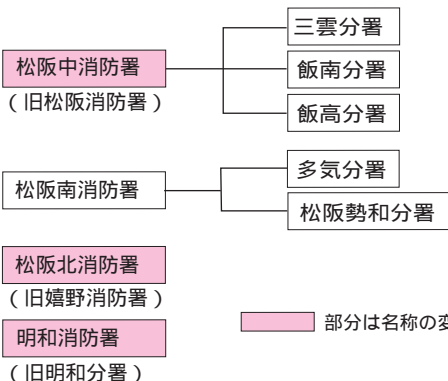 松阪中消防署
（旧松阪消防署）
三雲分署
飯南分署
飯高分署
松阪南消防署
多気分署
松阪勢和分署
松阪北消防署
（旧嬉野消防署）
明和消防署
（旧明和分署）
部分は名称の変